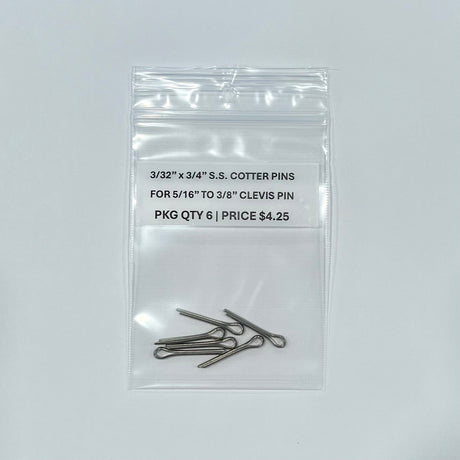 3/32” x 3/4” S.S. COTTER PINS
FOR 5/16” TO 3/8” CLEVIS PIN
PKG QTY 6 | PRICE $4.25